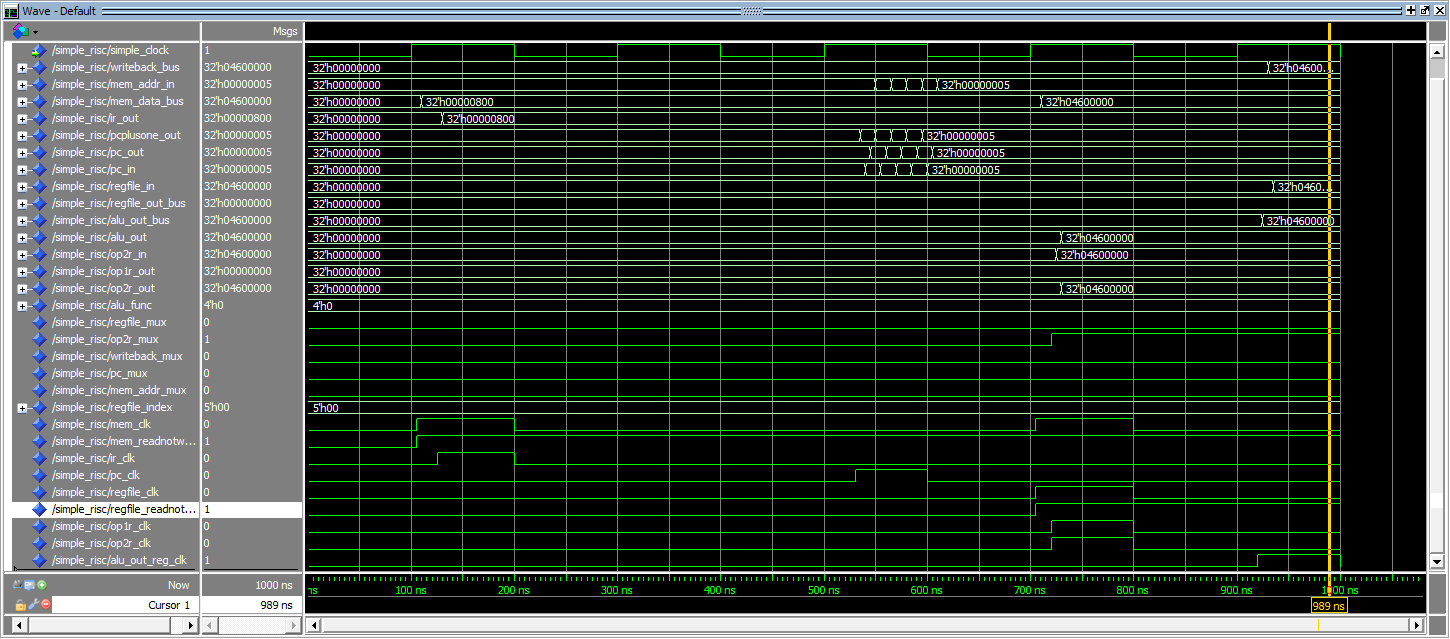 Wave - Default
Msgs
/simple_risc/simple_clock 1
/simple_risc/writeback_bus 32'h04600000 32'h00000000 32'h04600...
/simple_risc/mem_addr_in 32'h00000005 32'h00000000 32'h00000005
/simple_risc/mem_data_bus 32'h04600000 32'h00000000 32'h00000800 32'h04600000
/simple_risc/ir_out 32'h00000800 32'h00000000 32'h00000800
/simple_risc/pcplusone_out 32'h00000005 32'h00000000 32'h00000005
/simple_risc/pc_out 32'h00000005 32'h00000000 32'h00000005
/simple_risc/pc_in 32'h00000005 32'h00000000 32'h00000005
/simple_risc/regfile_in 32'h04600000 32'h00000000 32'h0460...
/simple_risc/regfile_out_bus 32'h00000000 32'h00000000
/simple_risc/alu_out_bus 32'h04600000 32'h00000000 32'h04600000
/simple_risc/alu_out 32'h04600000 32'h00000000 32'h04600000
/simple_risc/op2r_in 32'h04600000 32'h00000000 32'h04600000
/simple_risc/op1r_out 32'h00000000 32'h00000000
/simple_risc/op2r_out 32'h04600000 32'h00000000 32'h04600000
/simple_risc/alu_func 4'h0 4'h0
/simple_risc/regfile_mux 0
/simple_risc/op2r_mux 1
/simple_risc/writeback_mux 0
/simple_risc/pc_mux 0
/simple_risc/mem_addr_mux 0
/simple_risc/regfile_index 5'h00 5'h00
/simple_risc/mem_clk 0
/simple_risc/mem_readnotw... 1
/simple_risc/ir_clk 0
/simple_risc/pc_clk 0
/simple_risc/regfile_clk 0
/simple_risc/regfile_readnot... 1
/simple_risc/op1r_clk 0
/simple_risc/op2r_clk 0
/simple_risc/alu_out_reg_clk 1
Now 1000 ns ns 100 ns 200 ns 300 ns 400 ns 500 ns 600 ns 700 ns 800 ns 900 ns 1000 ns
Cursor 1 989 ns 989 ns